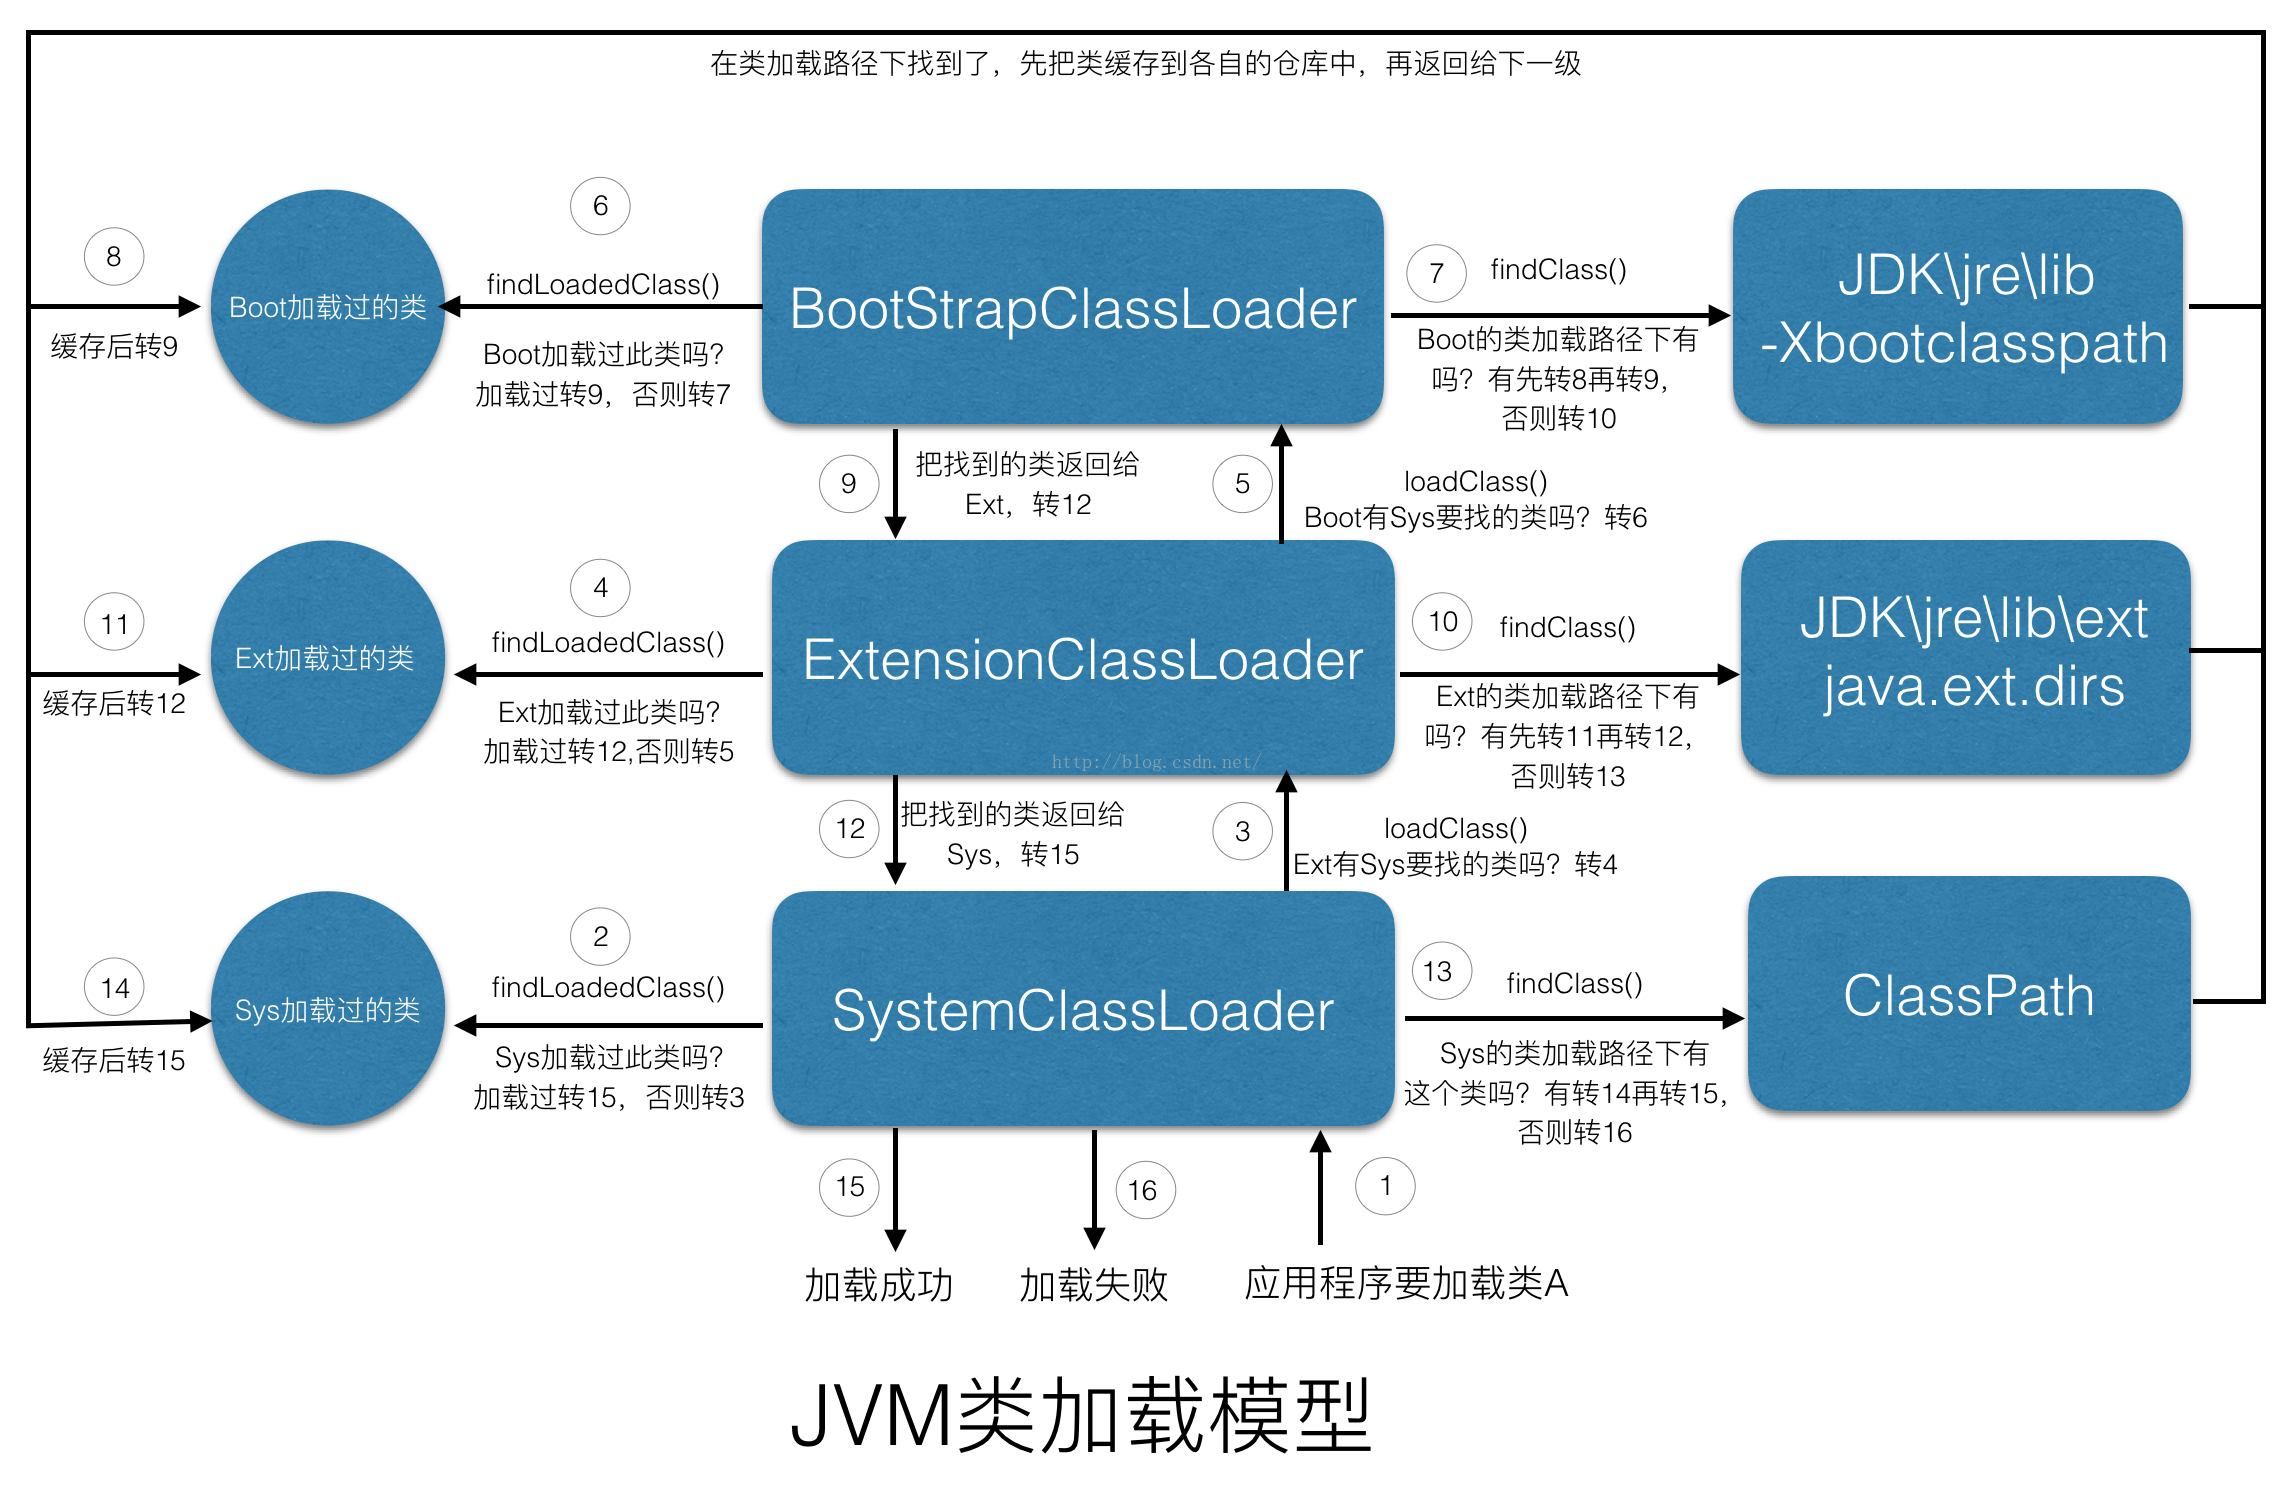 在类加载路径下找到了，先把类缓存到各自的仓库中，再返回给下一级
8
缓存后转9
Boot加载过的类
6
findLoadedClass()
Boot加载过此类吗？
加载过转9，否则转7
BootStrapClassLoader
7
findClass()
Boot的类加载路径下有
吗？有先转8再转9，
否则转10
JDK\jre\lib
-Xbootclasspath
9
把找到的类返回给
Ext，转12
5
loadClass()
Boot有Sys要找的类吗？转6
11
缓存后转12
Ext加载过的类
4
findLoadedClass()
Ext加载过此类吗？
加载过转12,否则转5
ExtensionClassLoader
http://blog.csdn.net/
10
findClass()
Ext的类加载路径下有
吗？有先转11再转12，
否则转13
JDK\jre\lib\ext
java.ext.dirs
12
把找到的类返回给
Sys，转15
3
loadClass()
Ext有Sys要找的类吗？转4
14
缓存后转15
Sys加载过的类
2
findLoadedClass()
Sys加载过此类吗？
加载过转15，否则转3
SystemClassLoader
13
findClass()
Sys的类加载路径下有
这个类吗？有转14再转15，
否则转16
ClassPath
15
16
1
加载成功
加载失败
应用程序要加载类A
JVM类加载模型